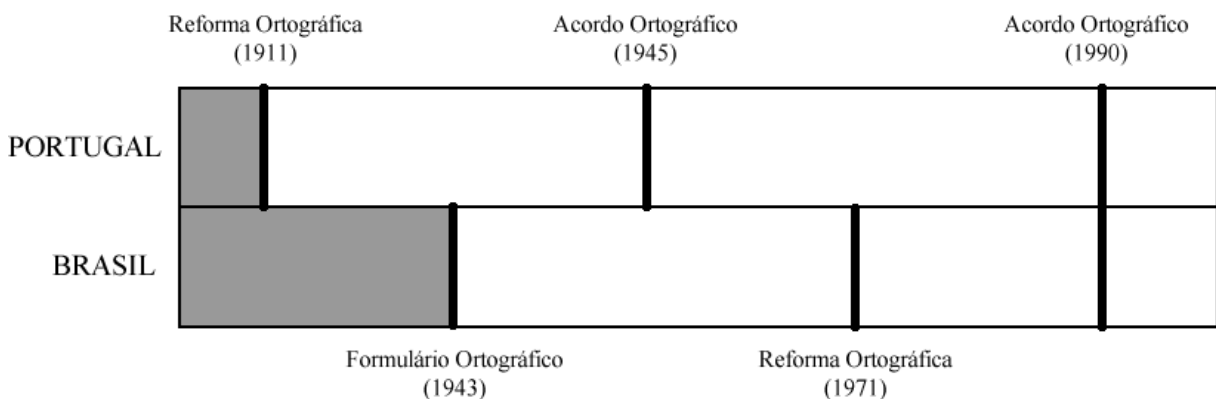 Reforma Ortográfica
(1911)
Acordo Ortográfico
(1945)
Acordo Ortográfico
(1990)
PORTUGAL
BRASIL
Formulário Ortográfico
(1943)
Reforma Ortográfica
(1971)